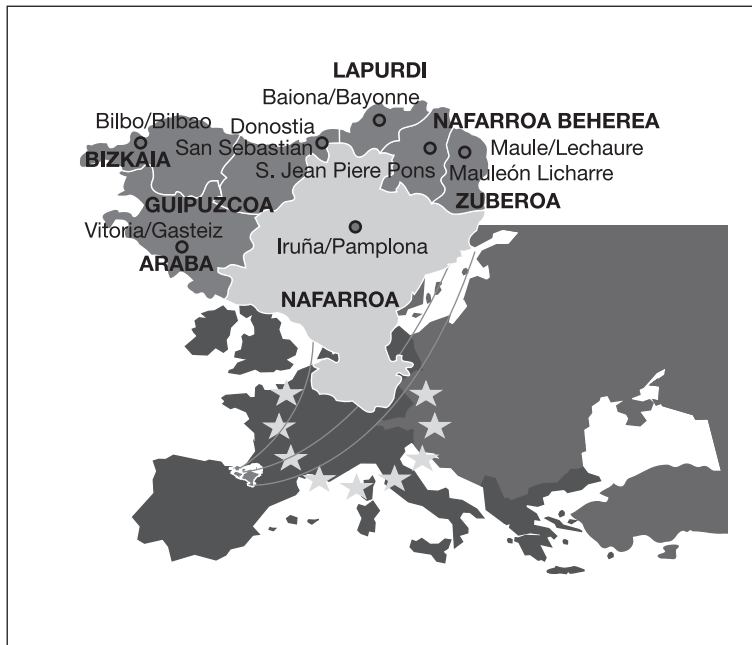 LAPURDI
Baiona/Bayonne
Bilbo/Bilbao
Donostia
NAFARROA BEHEREA
San Sebastián
Maule/Lechaure
BIZKAIA
S. Jean Piere Pons
Mauleón Licharre
GUIPUZCOA
ZUBEROA
Vitoria/Gasteiz
Iruña/Pamplona
ARABA
NAFARROA